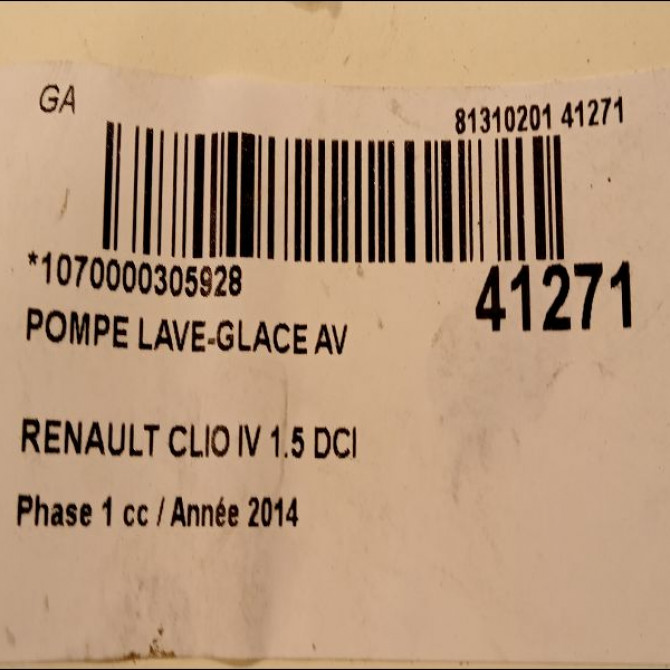 GA
81310201 41271
*1070000305928
41271
POMPE LAVE-GLACE AV
RENAULT CLIO IV 1.5 DCI
Phase 1 cc / Année 2014